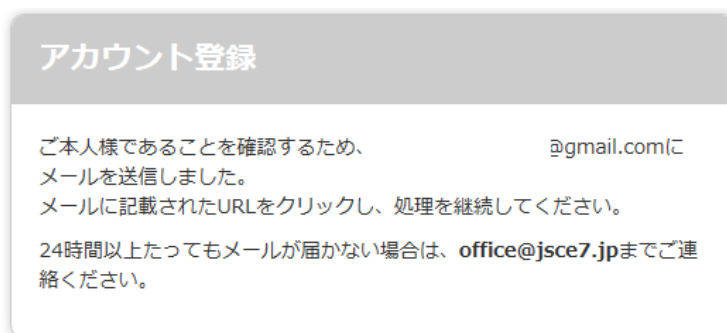 アカウント登録
ご本人様であることを確認するため、 @gmail.comに
メールを送信しました。
メールに記載されたURLをクリックし、処理を継続してください。
24時間以上たってもメールが届かない場合は、office@jsce7.jpまでご連
絡ください。